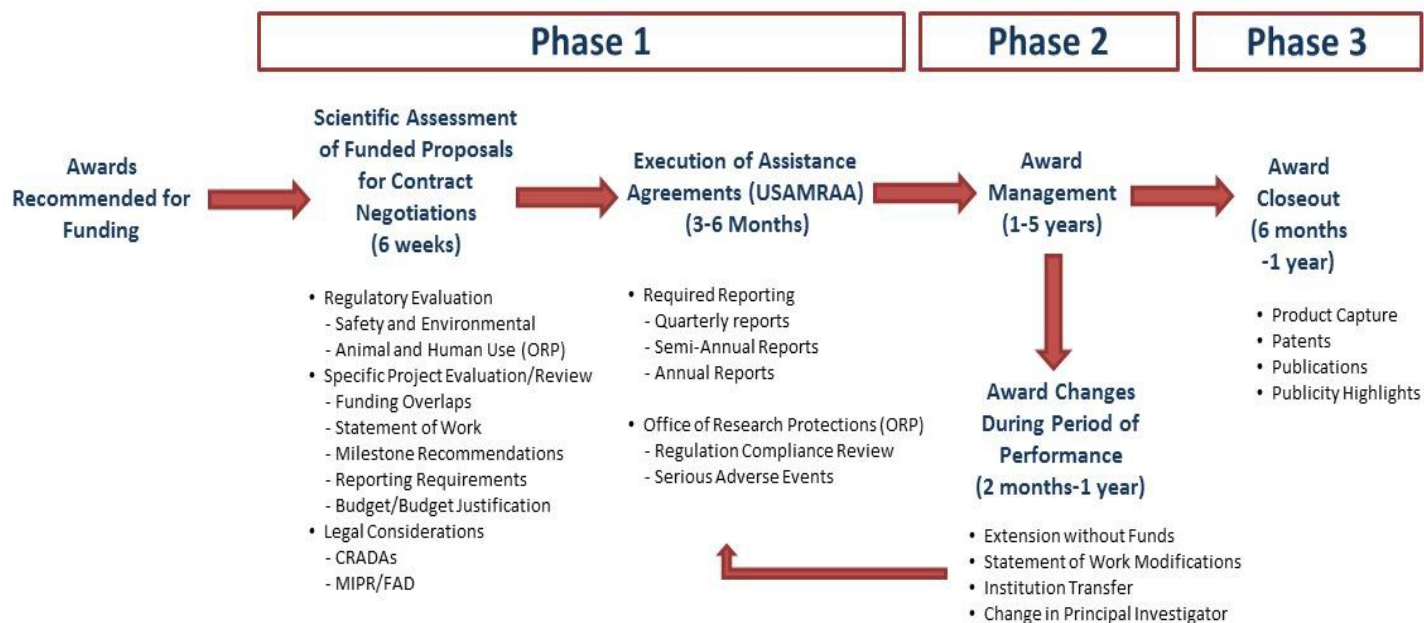 Phase 1
Phase 2
Phase 3
Awards
Recommended for
Funding
Scientific Assessment
of Funded Proposals
for Contract
Negotiations
(6 weeks)
• Regulatory Evaluation
- Safety and Environmental
- Animal and Human Use (ORP)
• Specific Project Evaluation/Review
- Funding Overlaps
- Statement of Work
- Milestone Recommendations
- Reporting Requirements
- Budget/Budget Justification
• Legal Considerations
- CRADAs
- MIPR/FAD
Execution of Assistance
Agreements (USAMRAA)
(3-6 Months)
• Required Reporting
- Quarterly reports
- Semi-Annual Reports
- Annual Reports
• Office of Research Protections (ORP)
- Regulation Compliance Review
- Serious Adverse Events
Award
Management
(1-5 years)
Award Changes
During Period of
Performance
(2 months-1 year)
• Extension without Funds
• Statement of Work Modifications
• Institution Transfer
• Change in Principal Investigator
Award
Closeout
(6 months
-1 year)
• Product Capture
• Patents
• Publications
• Publicity Highlights